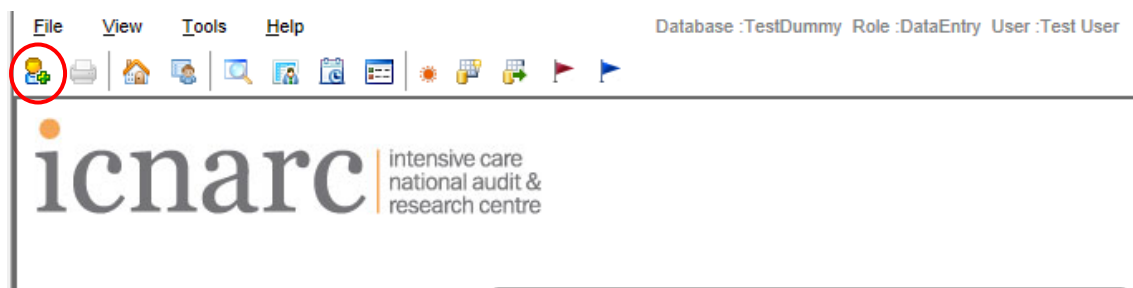 File View Tools Help Database :TestDummy Role :DataEntry User :Test User
icnarc
intensive care
national audit &
research centre